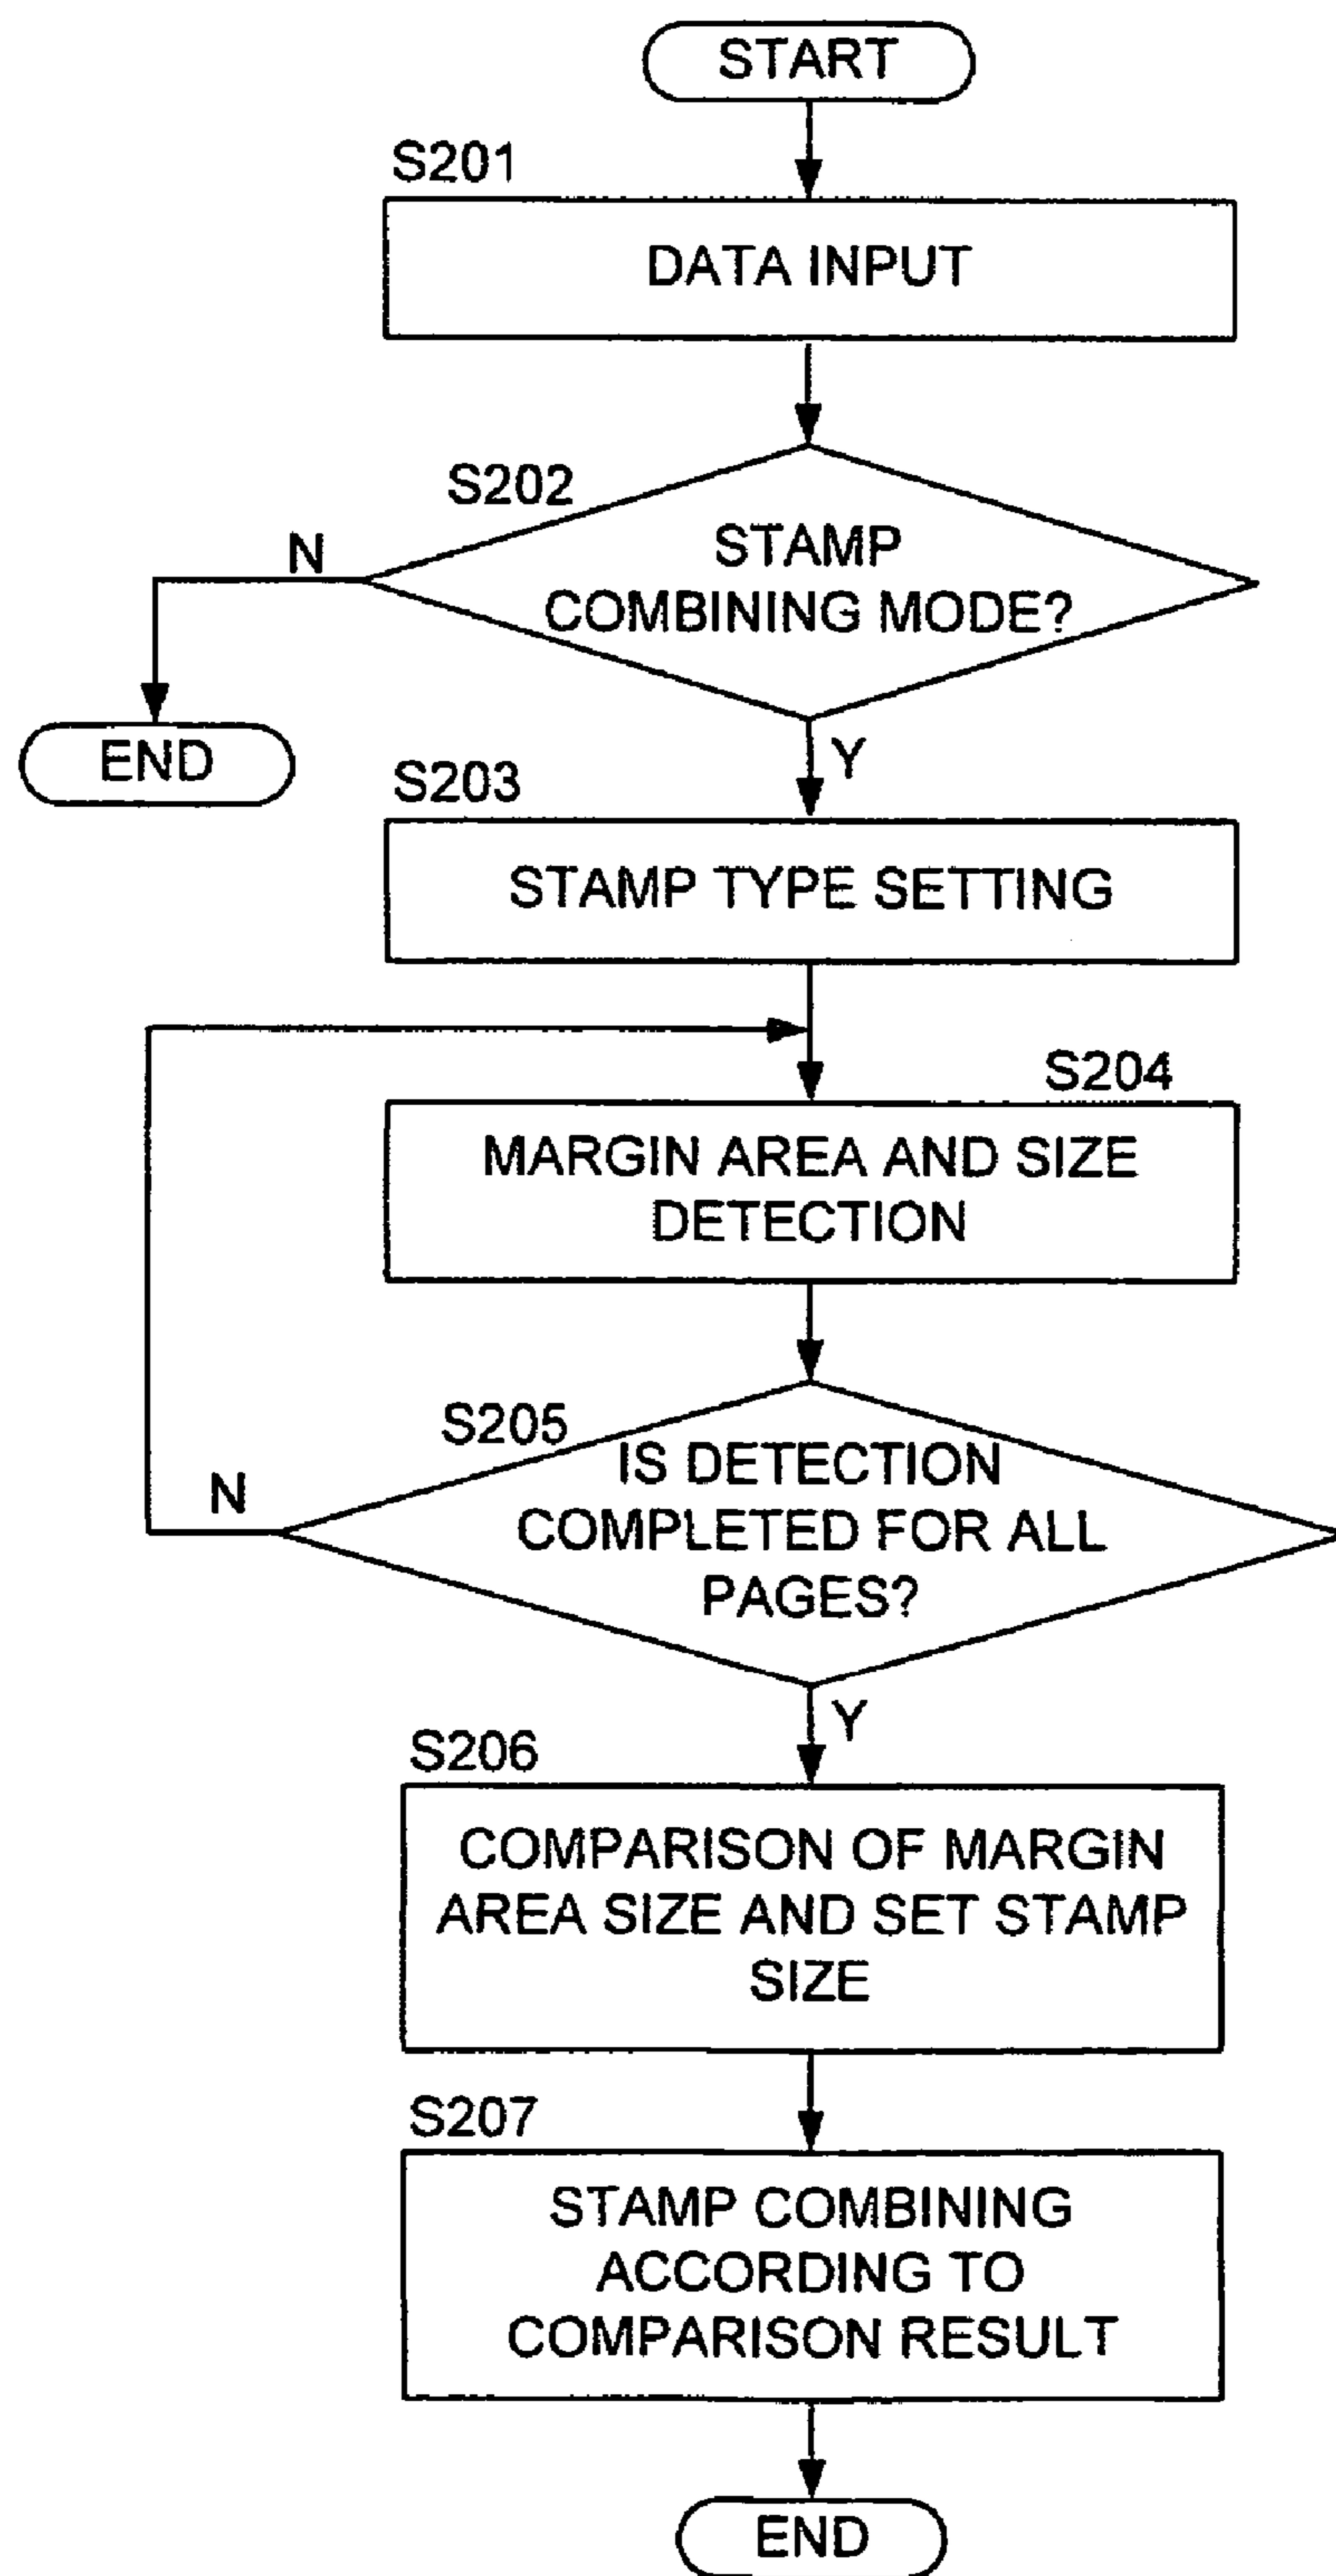 START
S201
DATA INPUT
S202
N
STAMP
COMBINING MODE?
END
Y
S203
STAMP TYPE SETTING
S204
MARGIN AREA AND SIZE
DETECTION
S205
IS DETECTION
N
COMPLETED FOR ALL
PAGES?
Y
S206
COMPARISON OF MARGIN
AREA SIZE AND SET STAMP
SIZE
S207
STAMP COMBINING
ACCORDING TO
COMPARISON RESULT
END